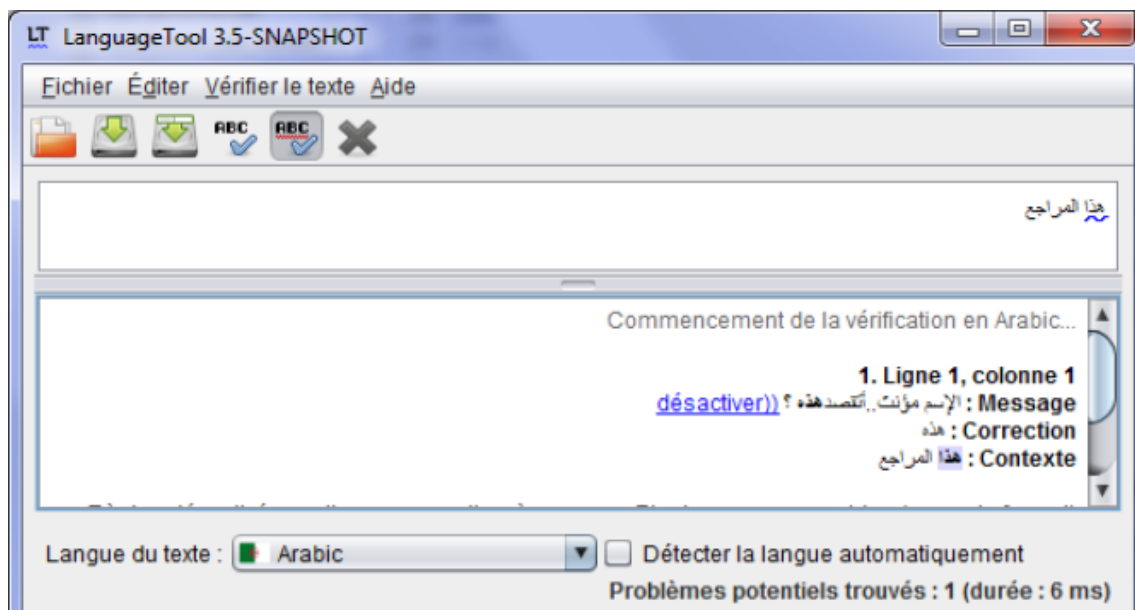 LanguageTool 3.5-SNAPSHOT
Fichier Éditer Vérifier le texte Aide
ABC ABC
هذا المراجع
Commencement de la vérification en Arabic...
1. Ligne 1, colonne 1
Message : الإسم مؤنث..أتقصد هذه ؟ (désactiver)
Correction : هذه
Contexte : هذا المراجع
Langue du texte : Arabic Détecter la langue automatiquement
Problèmes potentiels trouvés : 1 (durée : 6 ms)